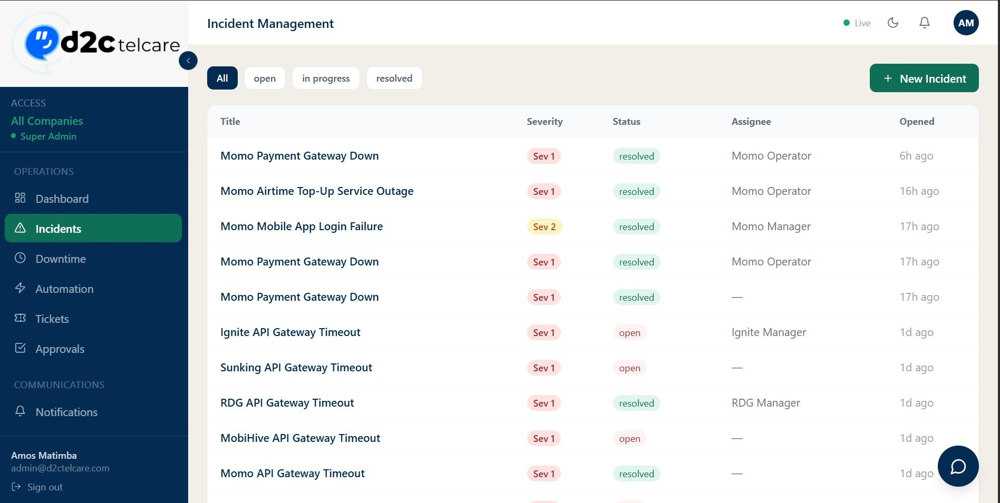 d2c telcare
ACCESS
All Companies
Super Admin
OPERATIONS
Dashboard
Incidents
Downtime
Automation
Tickets
Approvals
COMMUNICATIONS
Notifications
Amos Matimba
admin@d2ctelcare.com
Sign out
Incident Management
Live
AM
All open in progress resolved
+ New Incident
Title Severity Status Assignee Opened
Momo Payment Gateway Down Sev 1 resolved Momo Operator 6h ago
Momo Airtime Top-Up Service Outage Sev 1 resolved Momo Operator 16h ago
Momo Mobile App Login Failure Sev 2 resolved Momo Manager 17h ago
Momo Payment Gateway Down Sev 1 resolved Momo Operator 17h ago
Momo Payment Gateway Down Sev 1 resolved — 17h ago
Ignite API Gateway Timeout Sev 1 open Ignite Manager 1d ago
Sunking API Gateway Timeout Sev 1 open — 1d ago
RDG API Gateway Timeout Sev 1 resolved RDG Manager 1d ago
MobiHive API Gateway Timeout Sev 1 open — 1d ago
Momo API Gateway Timeout Sev 1 resolved — 1d ago